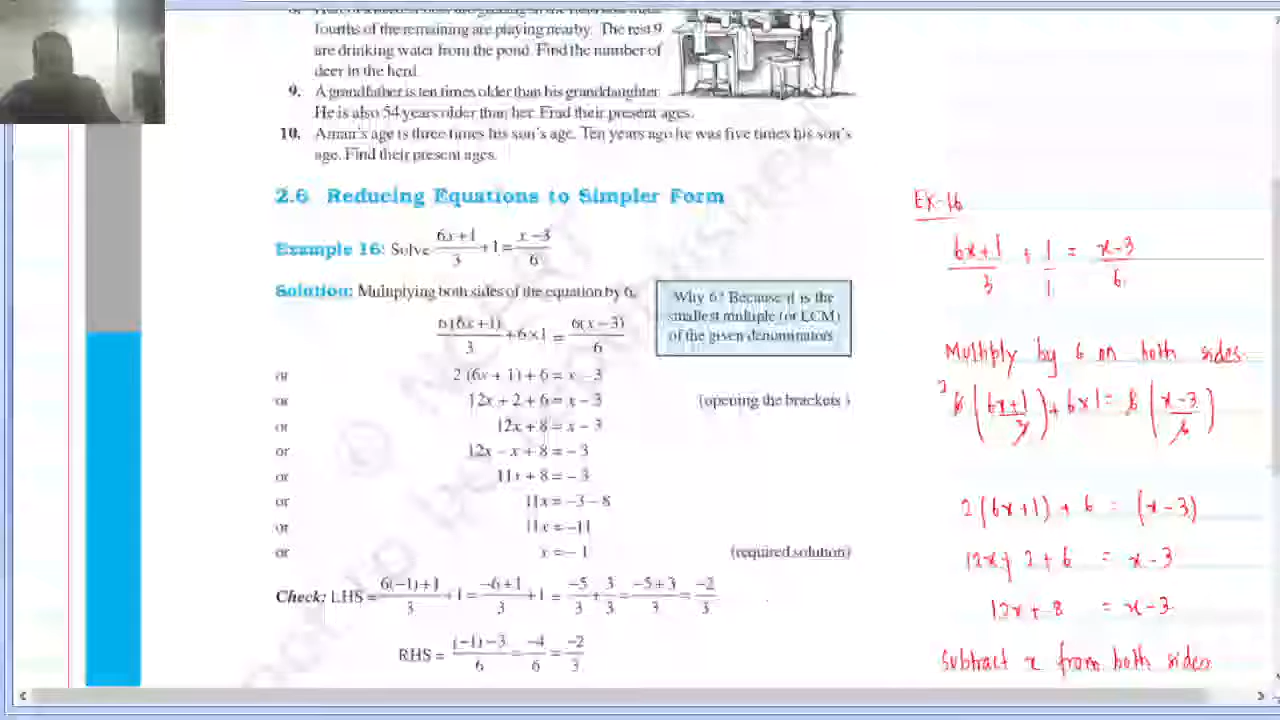 fourths of the remaining are playing nearby. The rest 9
are drinking water from the pond. Find the number of
deer in the herd.
9. A grandfather is ten times older than his granddaughter.
He is also 54 years older than her. Find their present ages.
10. Aman's age is three times his son's age. Ten years ago he was five times his son's
age. Find their present ages.
2.6 Reducing Equations to Simpler Form
Example 16: Solve (6x+1)/3 + 1 = (x−3)/6
Solution: Multiplying both sides of the equation by 6,
6(6x+1)/3 + 6×1 = 6(x−3)/6
Why 6? Because it is the
smallest multiple (or LCM)
of the given denominators
or 2 (6x + 1) + 6 = x − 3
or 12x + 2 + 6 = x − 3 (opening the brackets )
or 12x + 8 = x − 3
or 12x − x + 8 = − 3
or 11x + 8 = − 3
or 11x = −3 − 8
or 11x = −11
or x = − 1 (required solution)
Check: LHS = (6(−1)+1)/3 + 1 = (−6+1)/3 + 1 = −5/3 + 3/3 = (−5+3)/3 = −2/3
RHS = ((−1)−3)/6 = −4/6 = −2/3
Ex-16
(6x+1)/3 + 1/1 = (x-3)/6
Multiply by 6 on both sides.
2 6 ((6x+1)/3) + 6x1 = 6 ((x-3)/6)
2(6x+1) + 6 = (x-3)
12x + 2 + 6 = x-3
12x + 8 = x-3
Subtract x from both sides